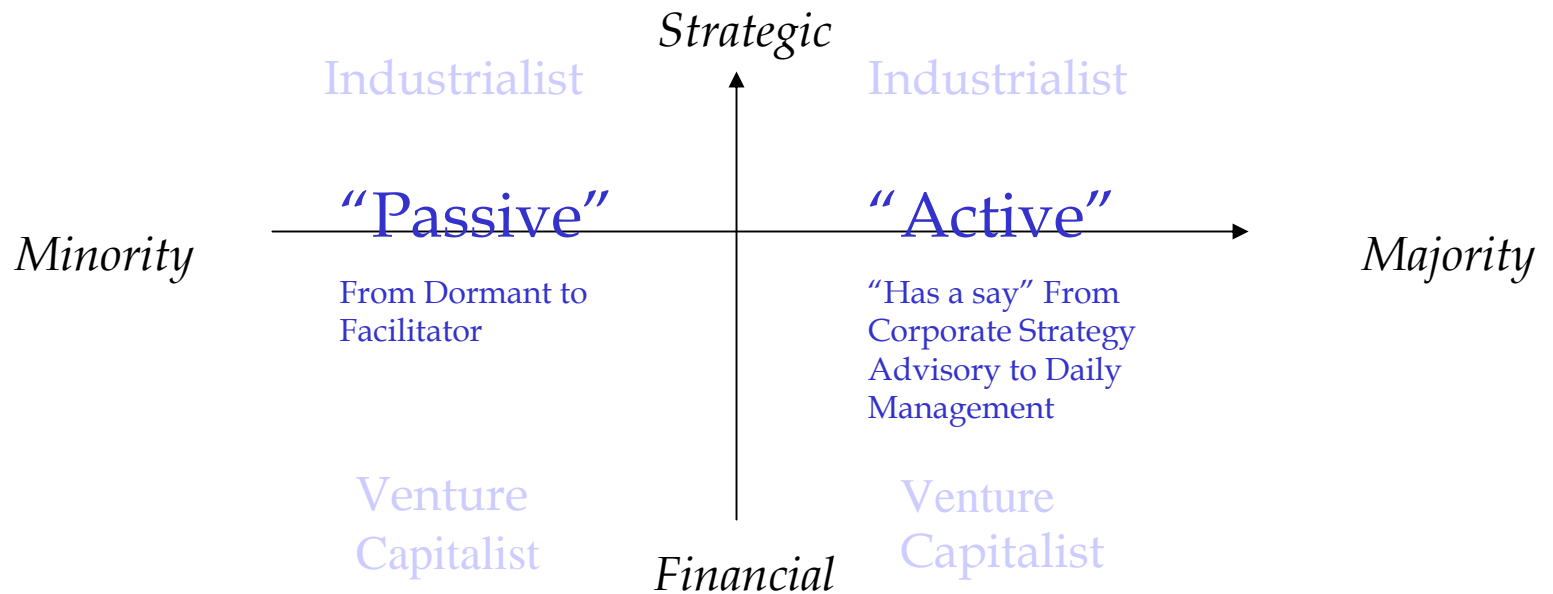 Strategic
Industrialist
Industrialist
“Passive”
“Active”
Minority
Majority
From Dormant to
Facilitator
“Has a say” From
Corporate Strategy
Advisory to Daily
Management
Venture
Capitalist
Venture
Capitalist
Financial